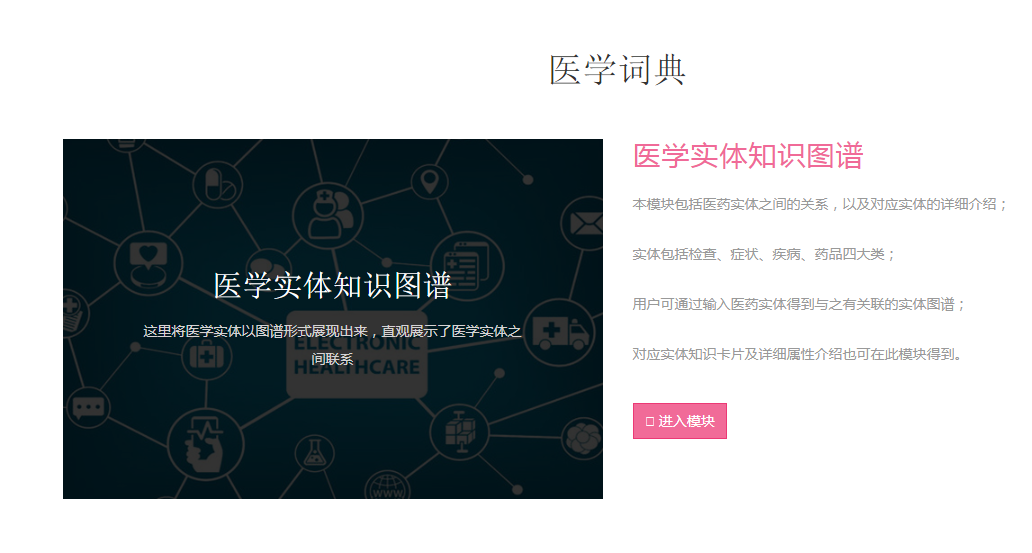 医学词典
医学实体知识图谱
这里将医学实体以图谱形式展现出来，直观展示了医学实体之
间联系
ELECTRONIC
HEALTHCARE
WWW
医学实体知识图谱
本模块包括医药实体之间的关系，以及对应实体的详细介绍；
实体包括检查、症状、疾病、药品四大类；
用户可通过输入医药实体得到与之有关联的实体图谱；
对应实体知识卡片及详细属性介绍也可在此模块得到。
进入模块